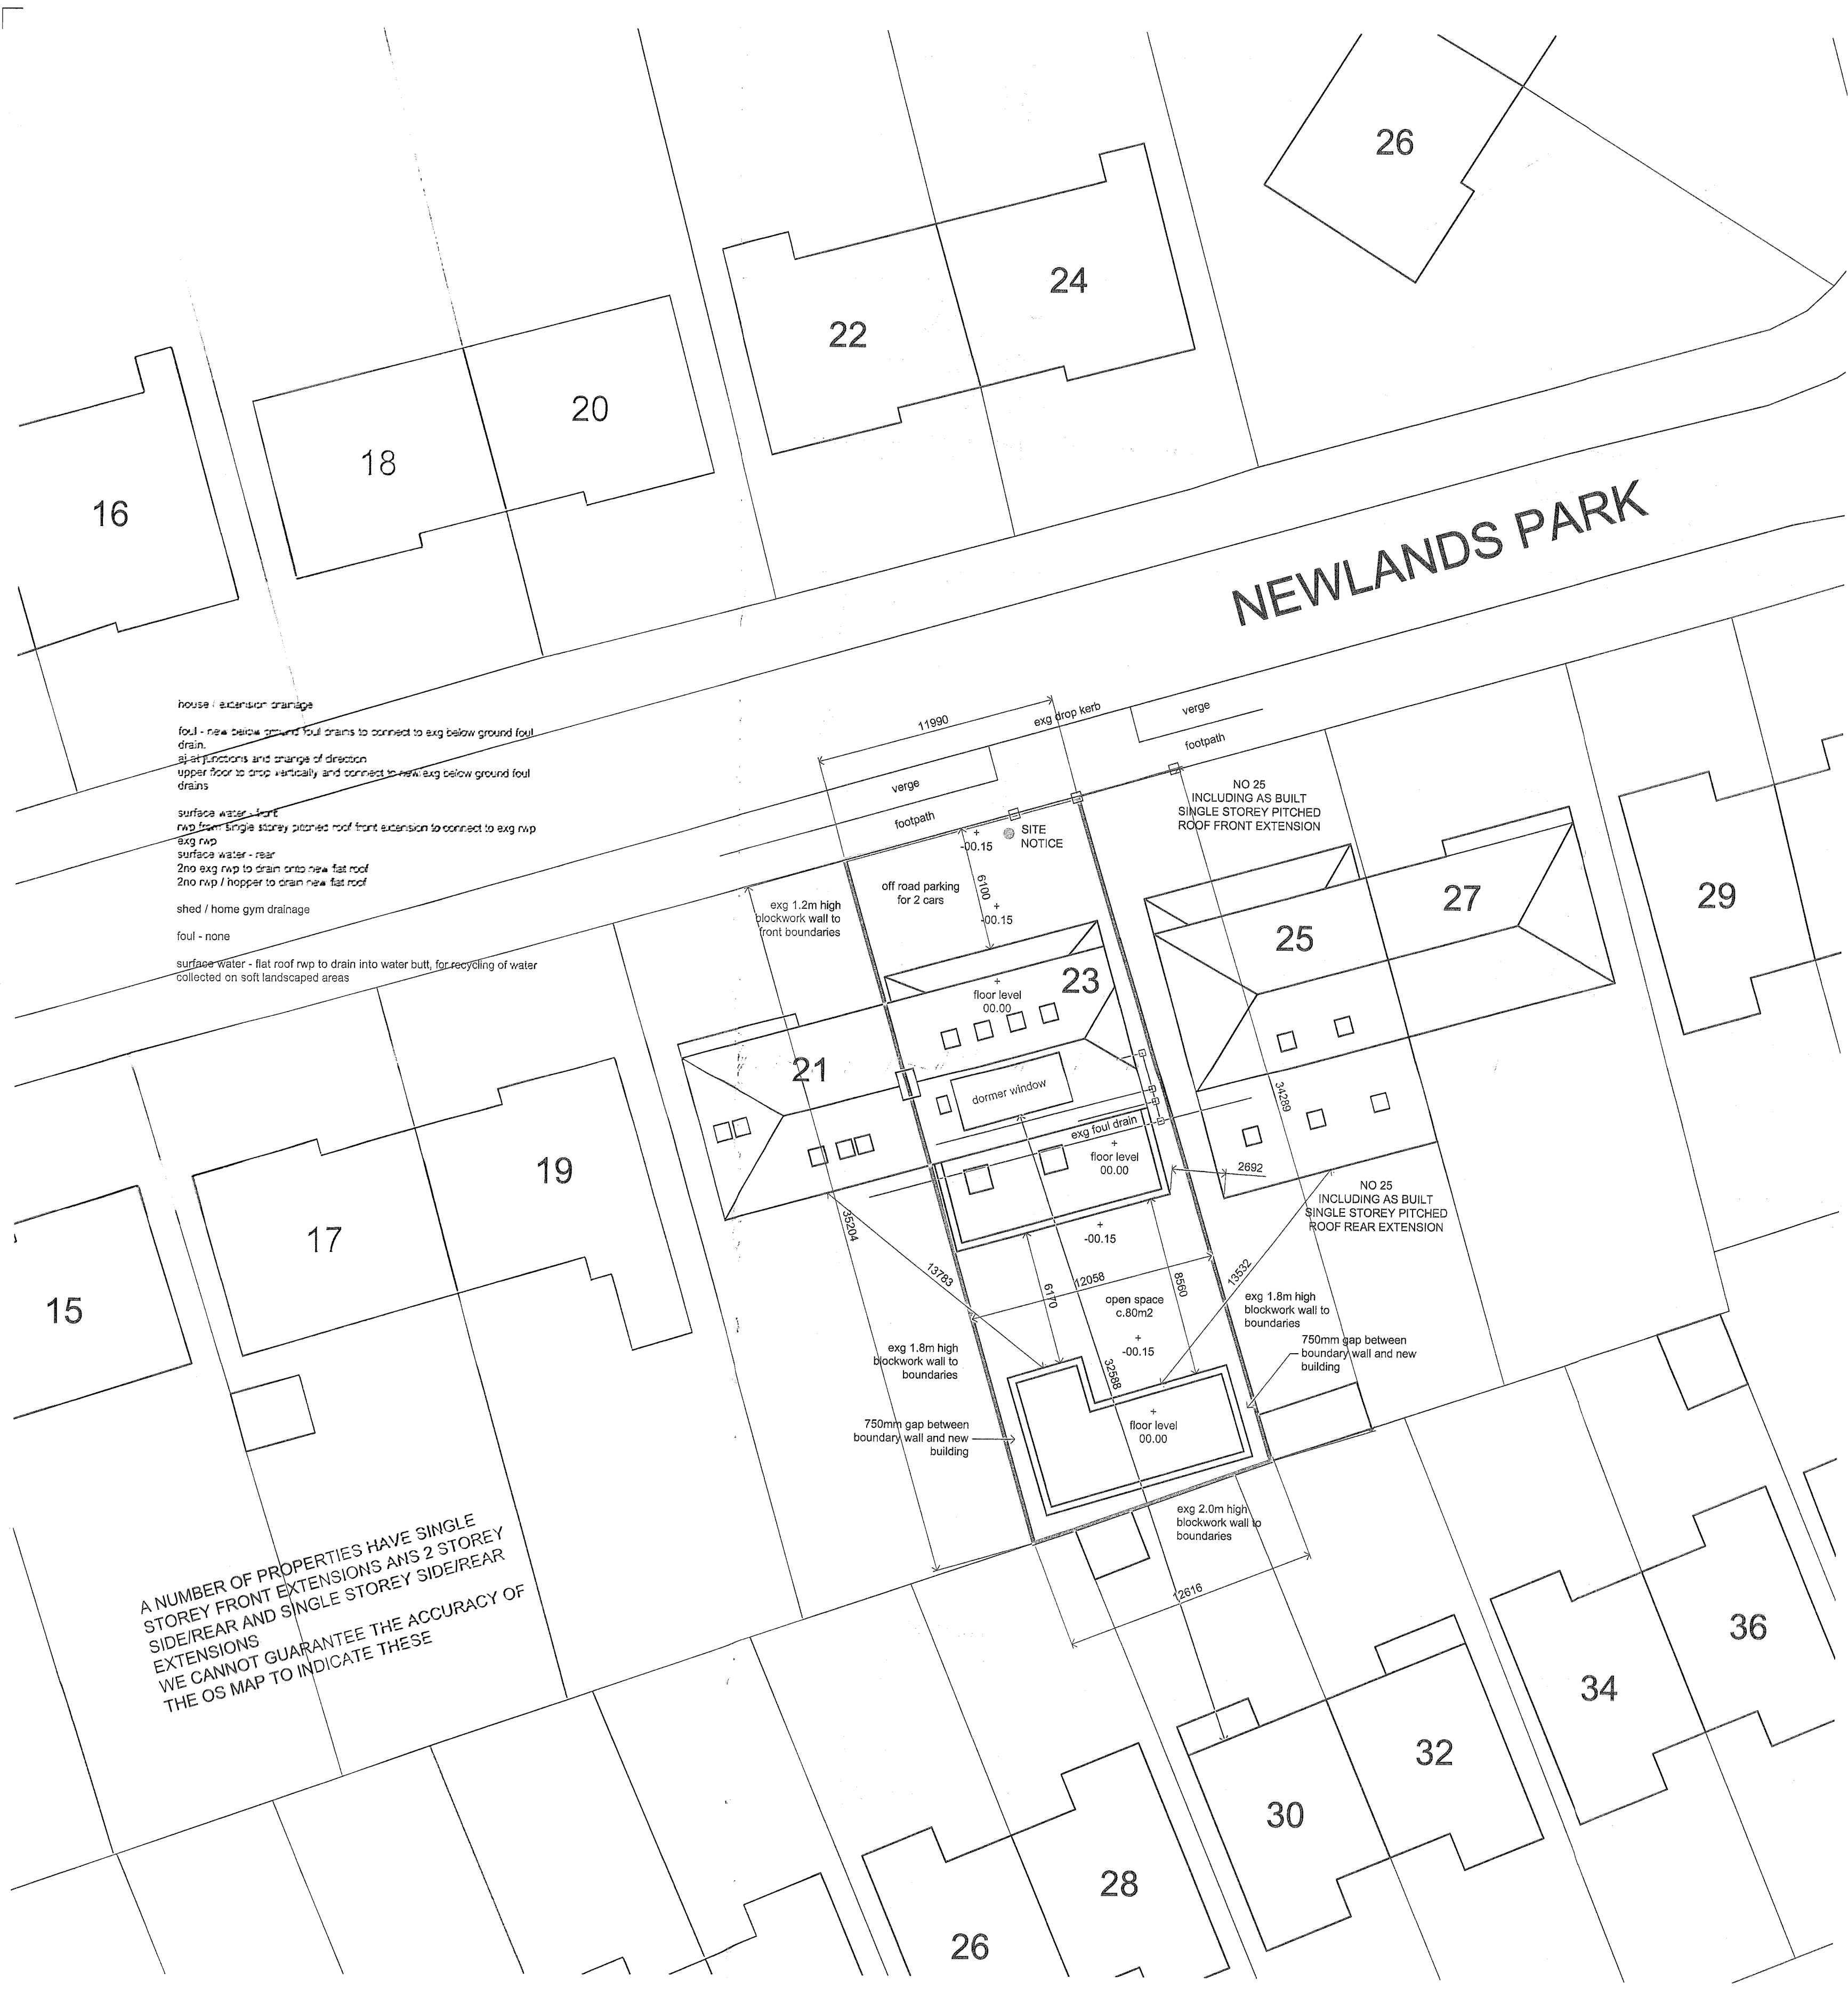 26
24
22
20
18
16
NEWLANDS PARK
house / extension drainage
foul - new below ground foul drains to connect to exg below ground foul
drain.
aj at junctions and change of direction
upper floor to drop vertically and connect to new exg below ground foul
drains
surface water - front
rwp from single storey pitched roof front extension to connect to exg rwp
exg rwp
surface water - rear
2no exg rwp to drain onto new flat roof
2no rwp / hopper to drain new flat roof
shed / home gym drainage
foul - none
surface water - flat roof rwp to drain into water butt, for recycling of water
collected on soft landscaped areas
11990
exg drop kerb
verge
footpath
verge
footpath
SITE
NOTICE
-00.15
6100
off road parking
for 2 cars
-00.15
exg 1.2m high
blockwork wall to
front boundaries
NO 25
INCLUDING AS BUILT
SINGLE STOREY PITCHED
ROOF FRONT EXTENSION
23
floor level
00.00
25
27
29
21
dormer window
exg foul drain
floor level
00.00
34289
2692
NO 25
INCLUDING AS BUILT
SINGLE STOREY PITCHED
ROOF REAR EXTENSION
19
17
15
35204
-00.15
13783
12058
6170
8560
13532
open space
c.80m2
-00.15
32588
exg 1.8m high
blockwork wall to
boundaries
750mm gap between
boundary wall and new
building
exg 1.8m high
blockwork wall to
boundaries
750mm gap between
boundary wall and new
building
floor level
00.00
exg 2.0m high
blockwork wall to
boundaries
12616
A NUMBER OF PROPERTIES HAVE SINGLE
STOREY FRONT EXTENSIONS ANS 2 STOREY
SIDE/REAR AND SINGLE STOREY SIDE/REAR
EXTENSIONS
WE CANNOT GUARANTEE THE ACCURACY OF
THE OS MAP TO INDICATE THESE
36
34
32
30
28
26